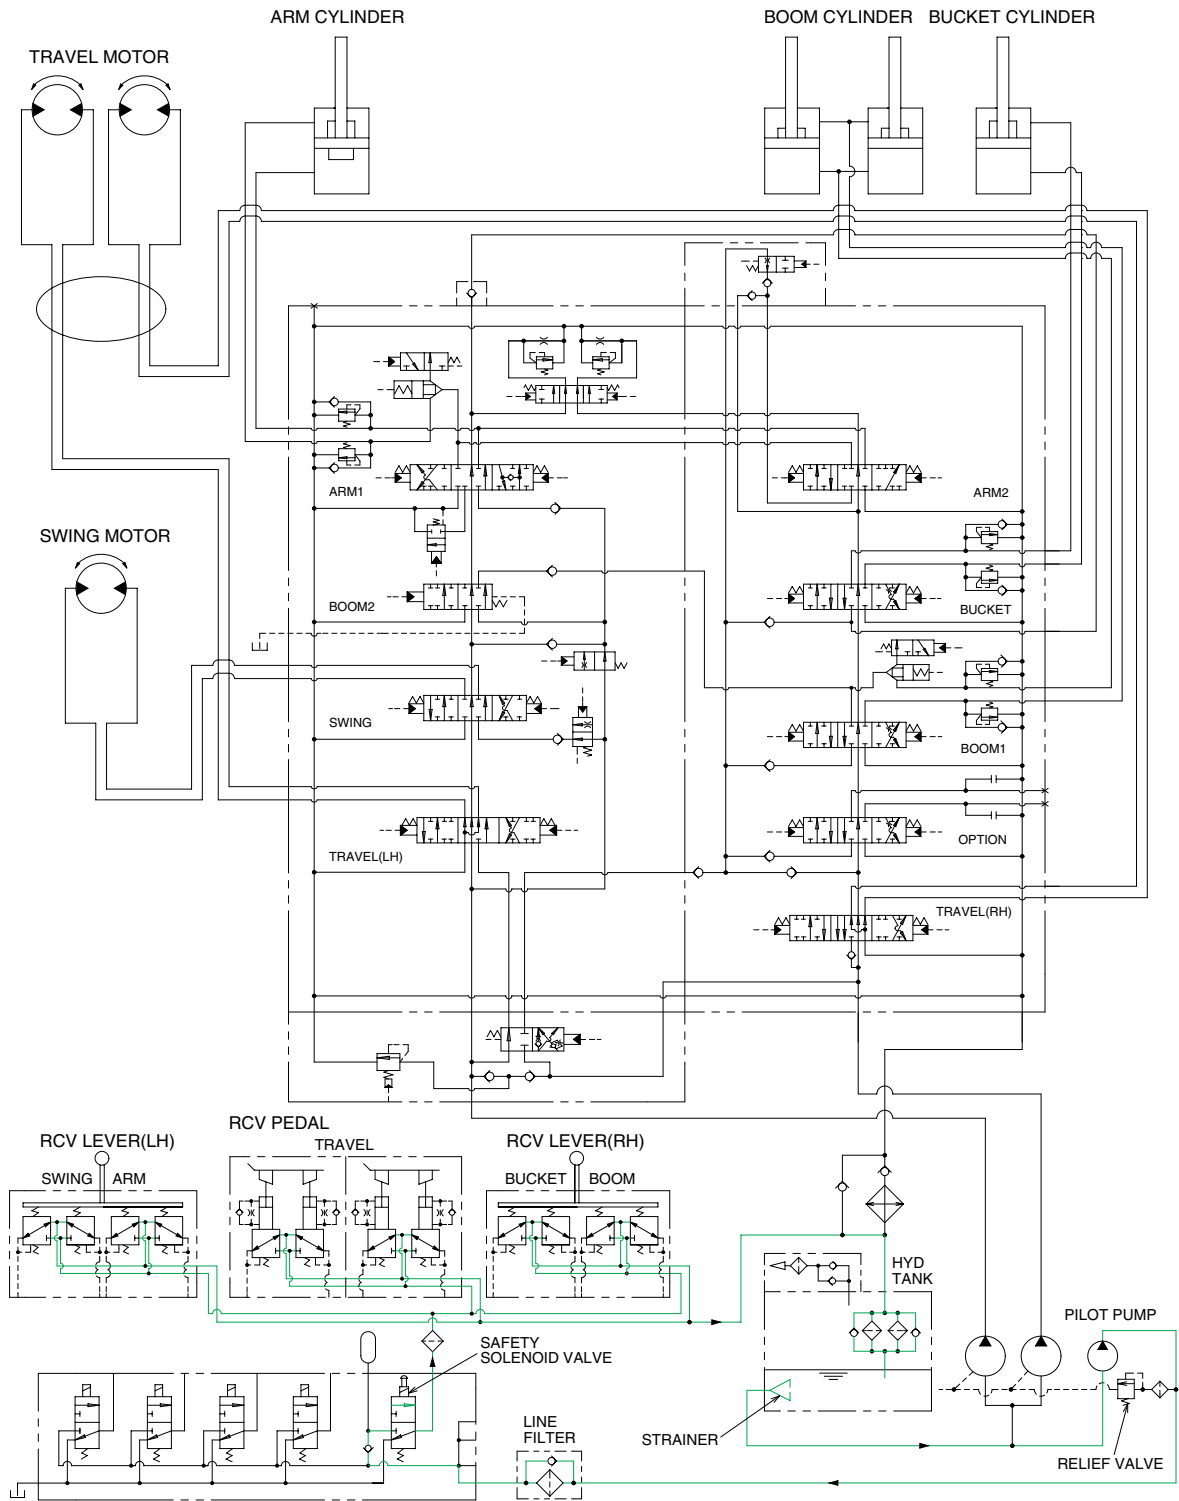 ARM CYLINDER
BOOM CYLINDER
BUCKET CYLINDER
TRAVEL MOTOR
ARM1
ARM2
SWING MOTOR
BOOM2
BUCKET
SWING
BOOM1
TRAVEL(LH)
OPTION
TRAVEL(RH)
RCV PEDAL
RCV LEVER(LH)
TRAVEL
RCV LEVER(RH)
SWING
ARM
BUCKET
BOOM
HYD
TANK
PILOT PUMP
SAFETY
SOLENOID VALVE
LINE
FILTER
STRAINER
RELIEF VALVE